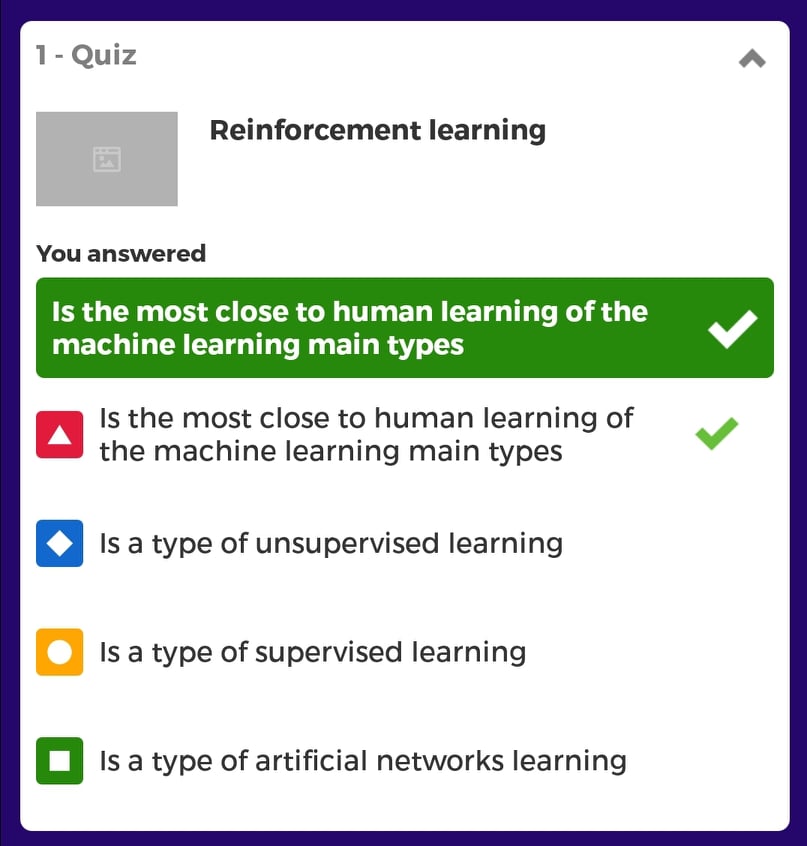 1 - Quiz
Reinforcement learning
You answered
Is the most close to human learning of the
machine learning main types
Is the most close to human learning of
the machine learning main types
Is a type of unsupervised learning
Is a type of supervised learning
Is a type of artificial networks learning